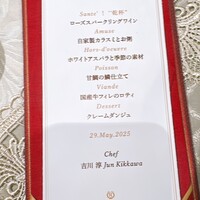 Sante' ! "乾杯"
ローズスパークリングワイン
Amuse
自家製カラスミとお粥
Hors-d'oeuvre
ホワイトアスパラと季節の素材
Poisson
甘鯛の鱗仕立て
Viande
国産牛フィレのロティ
Dessert
クレームダンジュ
29.May.2025
Chef
吉川 淳 Jun Kikkawa